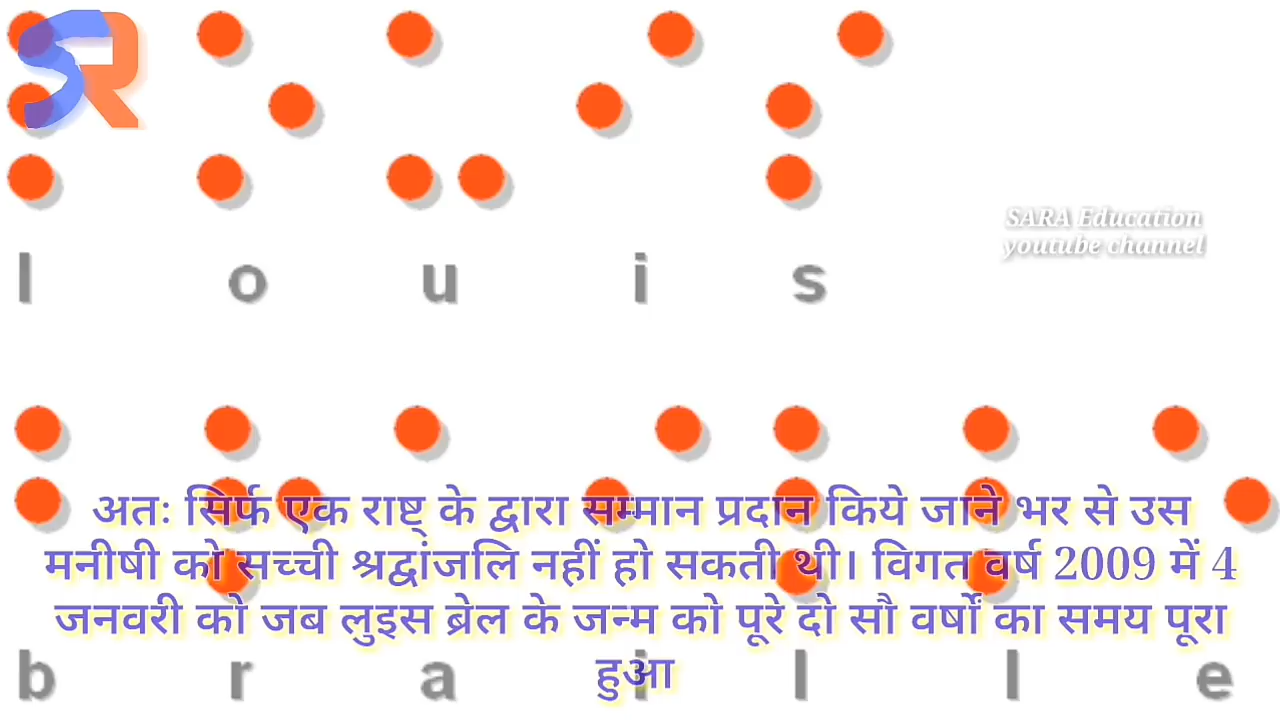 SR
SARA Education
youtube channel
l o u i s
अतः सिर्फ एक राष्ट् के द्वारा सम्मान प्रदान किये जाने भर से उस
मनीषी को सच्ची श्रद्वांजलि नहीं हो सकती थी। विगत वर्ष 2009 में 4
जनवरी को जब लुइस ब्रेल के जन्म को पूरे दो सौ वर्षों का समय पूरा
हुआ
b r a i l l e